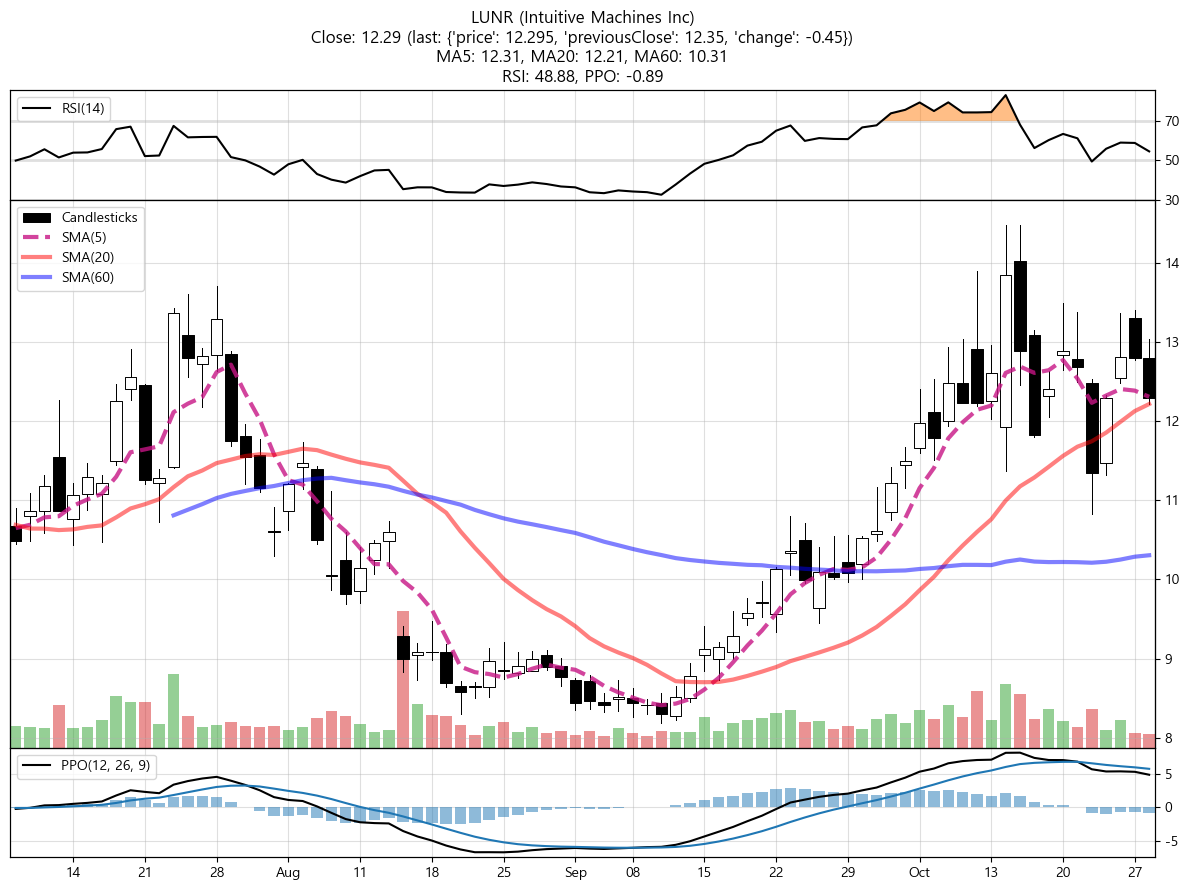 LUNR (Intuitive Machines Inc)
Close: 12.29 (last: {'price': 12.295, 'previousClose': 12.35, 'change': -0.45})
MA5: 12.31, MA20: 12.21, MA60: 10.31
RSI: 48.88, PPO: -0.89
RSI(14)
70
50
30
Candlesticks
SMA(5)
SMA(20)
SMA(60)
14
13
12
11
10
9
8
PPO(12, 26, 9)
5
0
-5
14 21 28 Aug 11 18 25 Sep 08 15 22 29 Oct 13 20 27